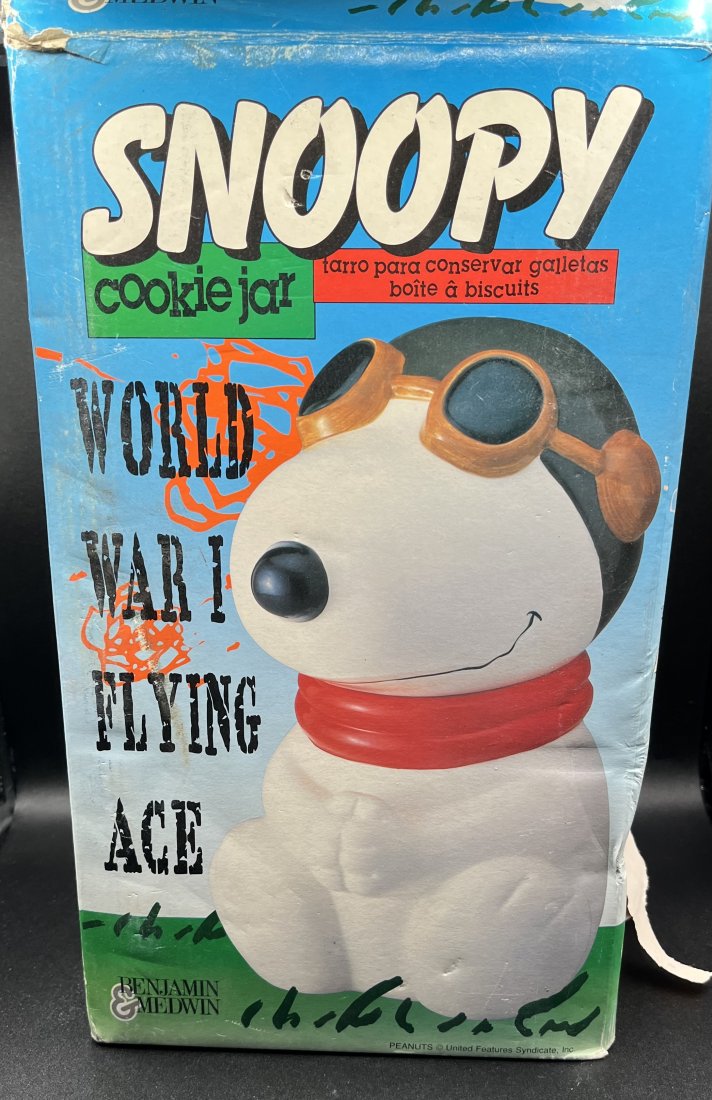 & MEDWIN
SNOOPY
cookie jar
tarro para conservar galletas
boîte â biscuits
WORLD
WAR I
FLYING
ACE
BENJAMIN
& MEDWIN
PEANUTS © United Features Syndicate, Inc.